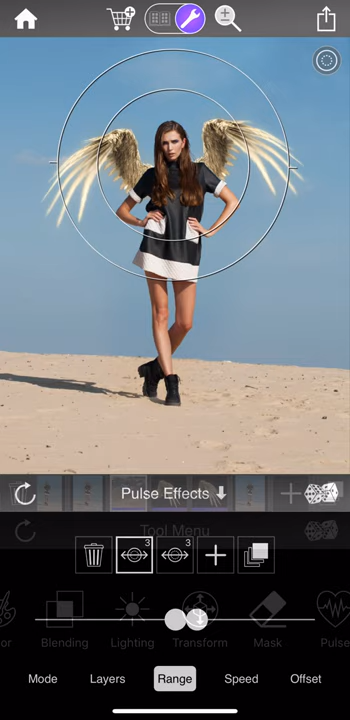 Pulse Effects
Tool Menu
3
3
or
Blending
Lighting
Transform
Mask
Pulse
Mode
Layers
Range
Speed
Offset